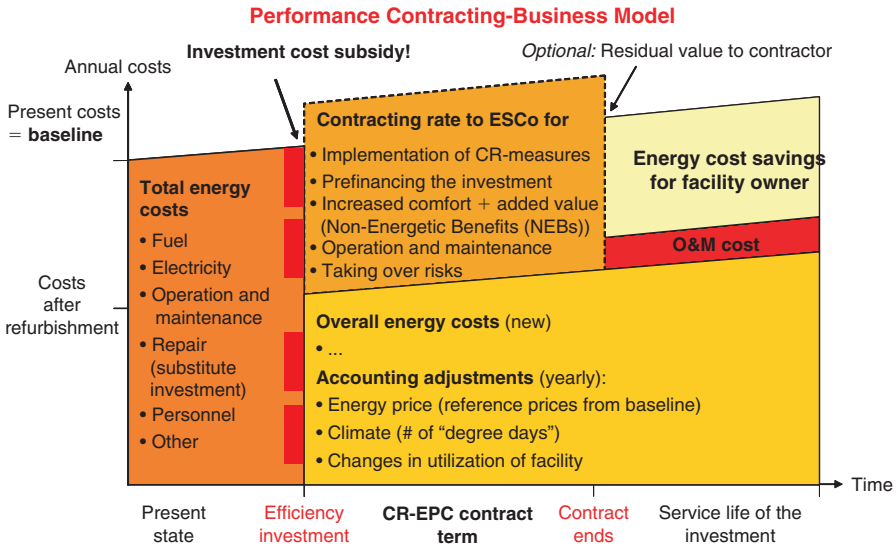 Performance Contracting-Business Model
Investment cost subsidy!
Optional: Residual value to contractor
Annual costs
Present costs
= baseline
Costs
after
refurbishment
Total energy
costs
• Fuel
• Electricity
• Operation and
maintenance
• Repair
(substitute
investment)
• Personnel
• Other
Contracting rate to ESCo for
• Implementation of CR-measures
• Prefinancing the investment
• Increased comfort + added value
(Non-Energetic Benefits (NEBs))
• Operation and maintenance
• Taking over risks
Energy cost savings
for facility owner
O&M cost
Overall energy costs (new)
• ...
Accounting adjustments (yearly):
• Energy price (reference prices from baseline)
• Climate (# of “degree days”)
• Changes in utilization of facility
Time
Present
state
Efficiency
investment
CR-EPC contract
term
Contract
ends
Service life of the
investment